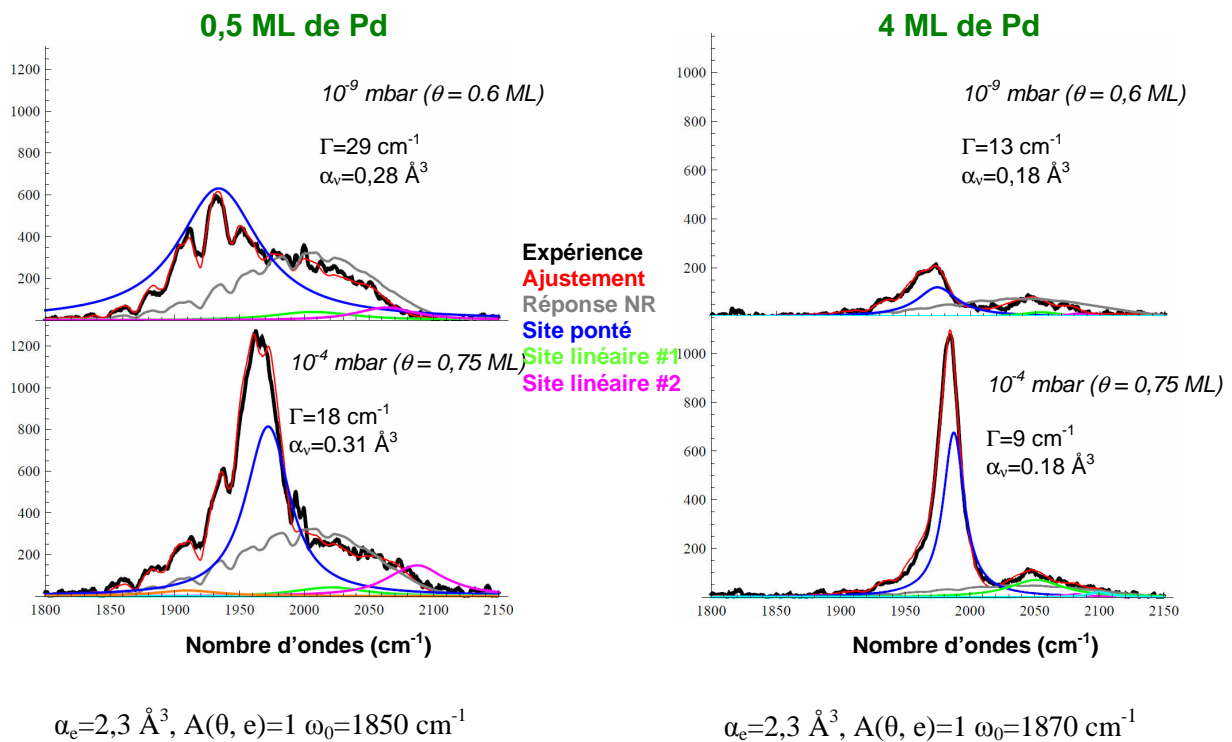 0,5 ML de Pd
4 ML de Pd
10⁻⁹ mbar (θ = 0.6 ML)
Γ=29 cm⁻¹
αᵥ=0,28 Å³
1200
1000
800
600
400
200
10⁻⁹ mbar (θ = 0,6 ML)
Γ=13 cm⁻¹
αᵥ=0,18 Å³
1000
800
600
400
200
Expérience
Ajustement
Réponse NR
Site ponté
Site linéaire #1
Site linéaire #2
10⁻⁴ mbar (θ = 0,75 ML)
Γ=18 cm⁻¹
αᵥ=0.31 Å³
1200
1000
800
600
400
200
1800 1850 1900 1950 2000 2050 2100 2150
Nombre d'ondes (cm⁻¹)
10⁻⁴ mbar (θ = 0,75 ML)
Γ=9 cm⁻¹
αᵥ=0.18 Å³
1000
800
600
400
200
1800 1850 1900 1950 2000 2050 2100 2150
Nombre d'ondes (cm⁻¹)
αₑ=2,3 Å³, A(θ, e)=1 ω₀=1850 cm⁻¹
αₑ=2,3 Å³, A(θ, e)=1 ω₀=1870 cm⁻¹